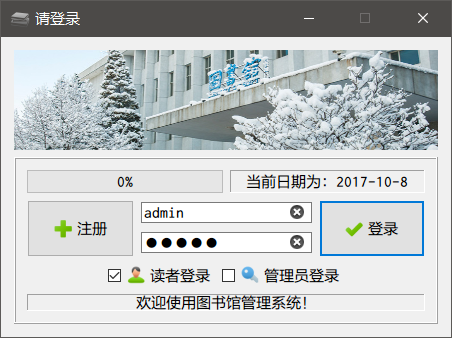 请登录
图书馆
0%
当前日期为：2017-10-8
注册
admin
登录
读者登录
管理员登录
欢迎使用图书馆管理系统！